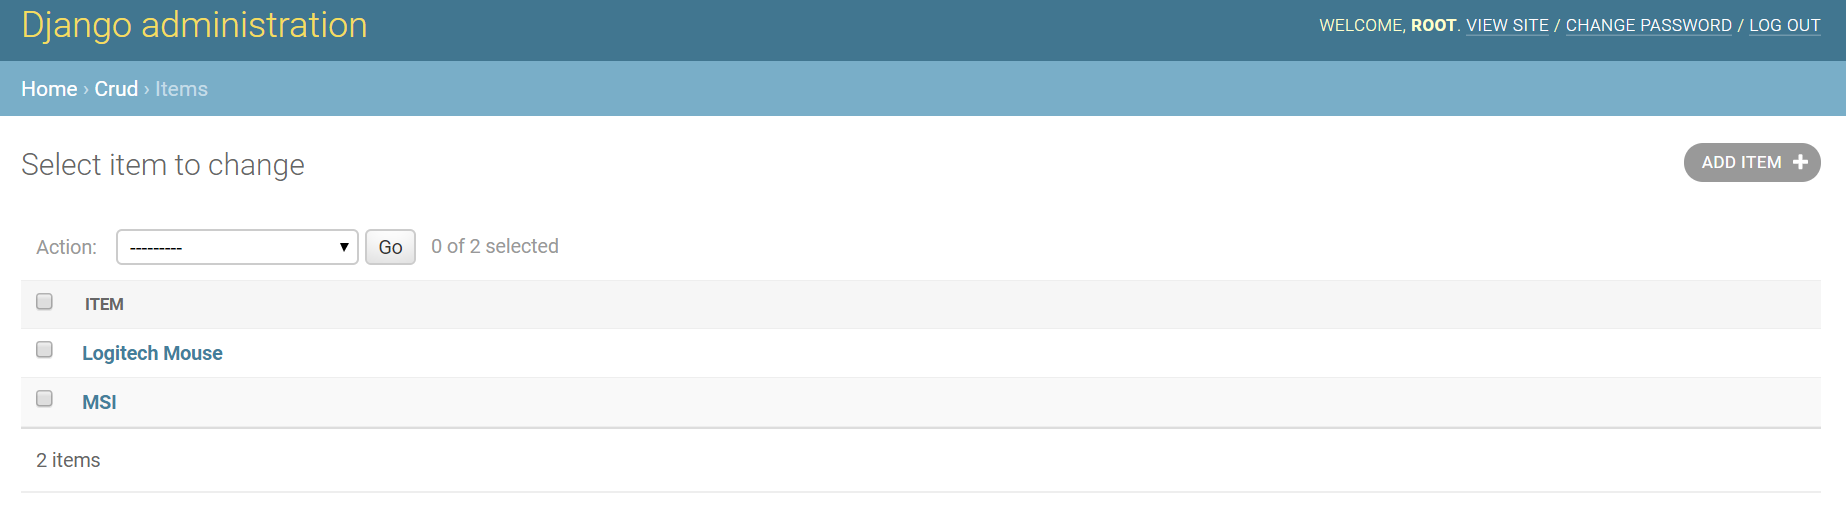 Django administration
WELCOME, ROOT. VIEW SITE / CHANGE PASSWORD / LOG OUT
Home › Crud › Items
Select item to change
ADD ITEM +
Action: --------- Go 0 of 2 selected
ITEM
Logitech Mouse
MSI
2 items